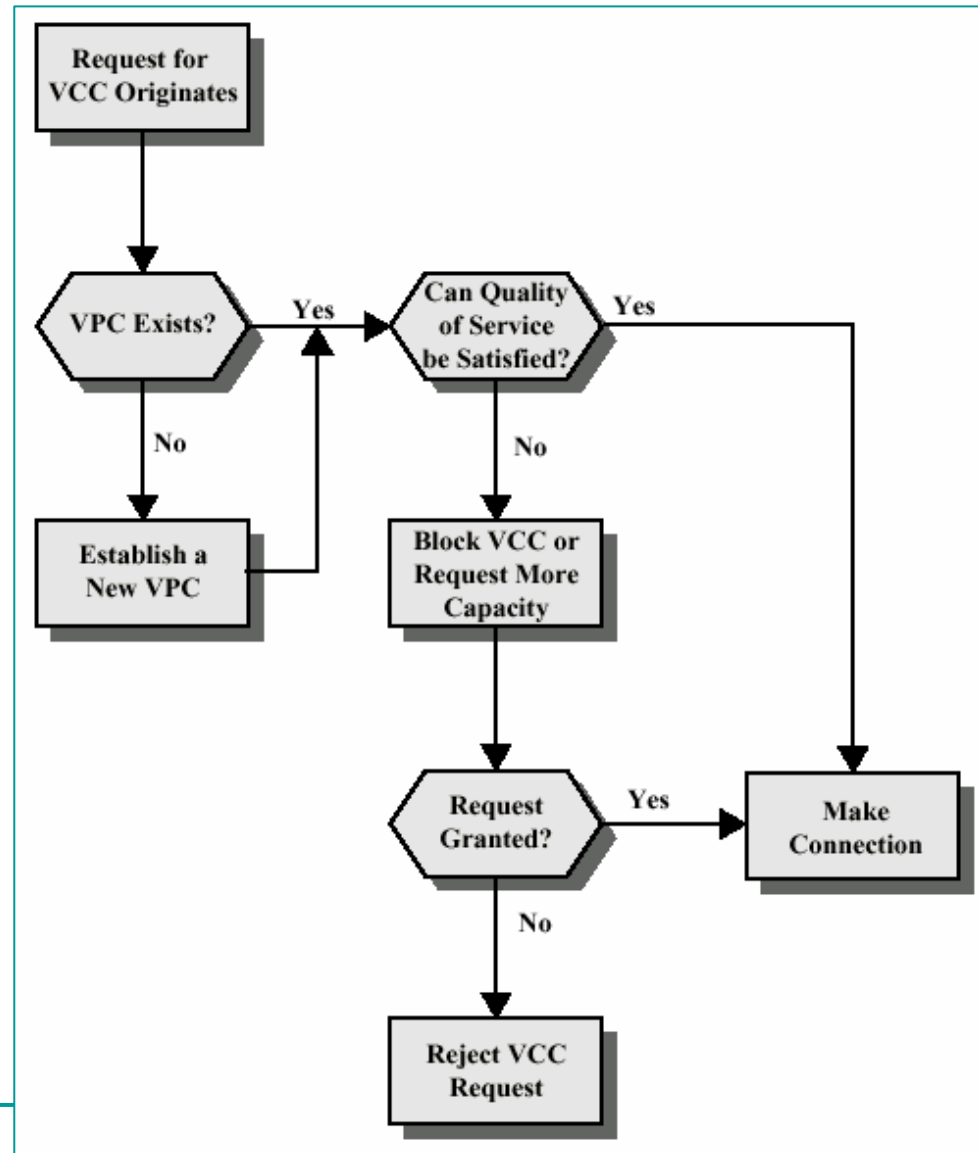 Request for
VCC Originates
VPC Exists?
Yes
Can Quality
of Service
be Satisfied?
Yes
No
No
Establish a
New VPC
Block VCC or
Request More
Capacity
Request
Granted?
Yes
Make
Connection
No
Reject VCC
Request